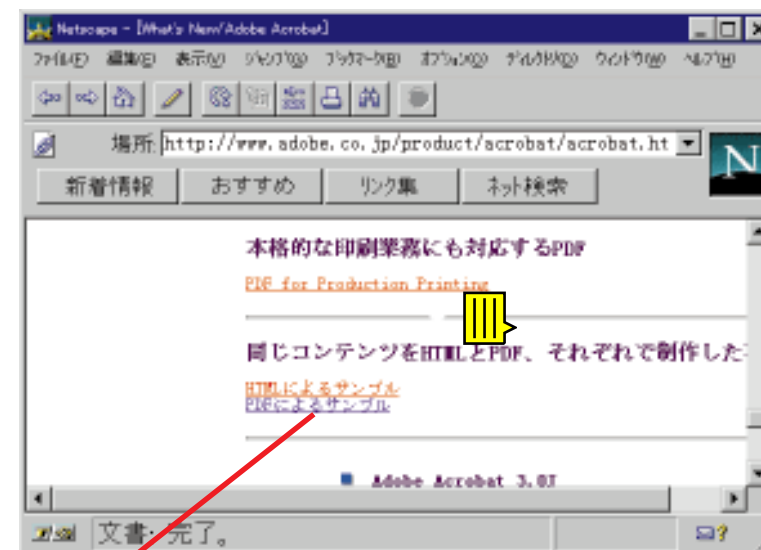 Netscape - [What's New/Adobe Acrobat]
ファイル(F) 編集(E) 表示(V) ジャンプ(G) ブックマーク(B) オプション(O) ディレクトリ(D) ウィンドウ(W) ヘルプ(H)
場所: http://www.adobe.co.jp/product/acrobat/acrobat.ht
N
新着情報 おすすめ リンク集 ネット検索
本格的な印刷業務にも対応するPDF
PDF for Production Printing
同じコンテンツをHTMLとPDF、それぞれで制作した
HTMLによるサンプル
PDFによるサンプル
Adobe Acrobat 3.0J
文書: 完了。